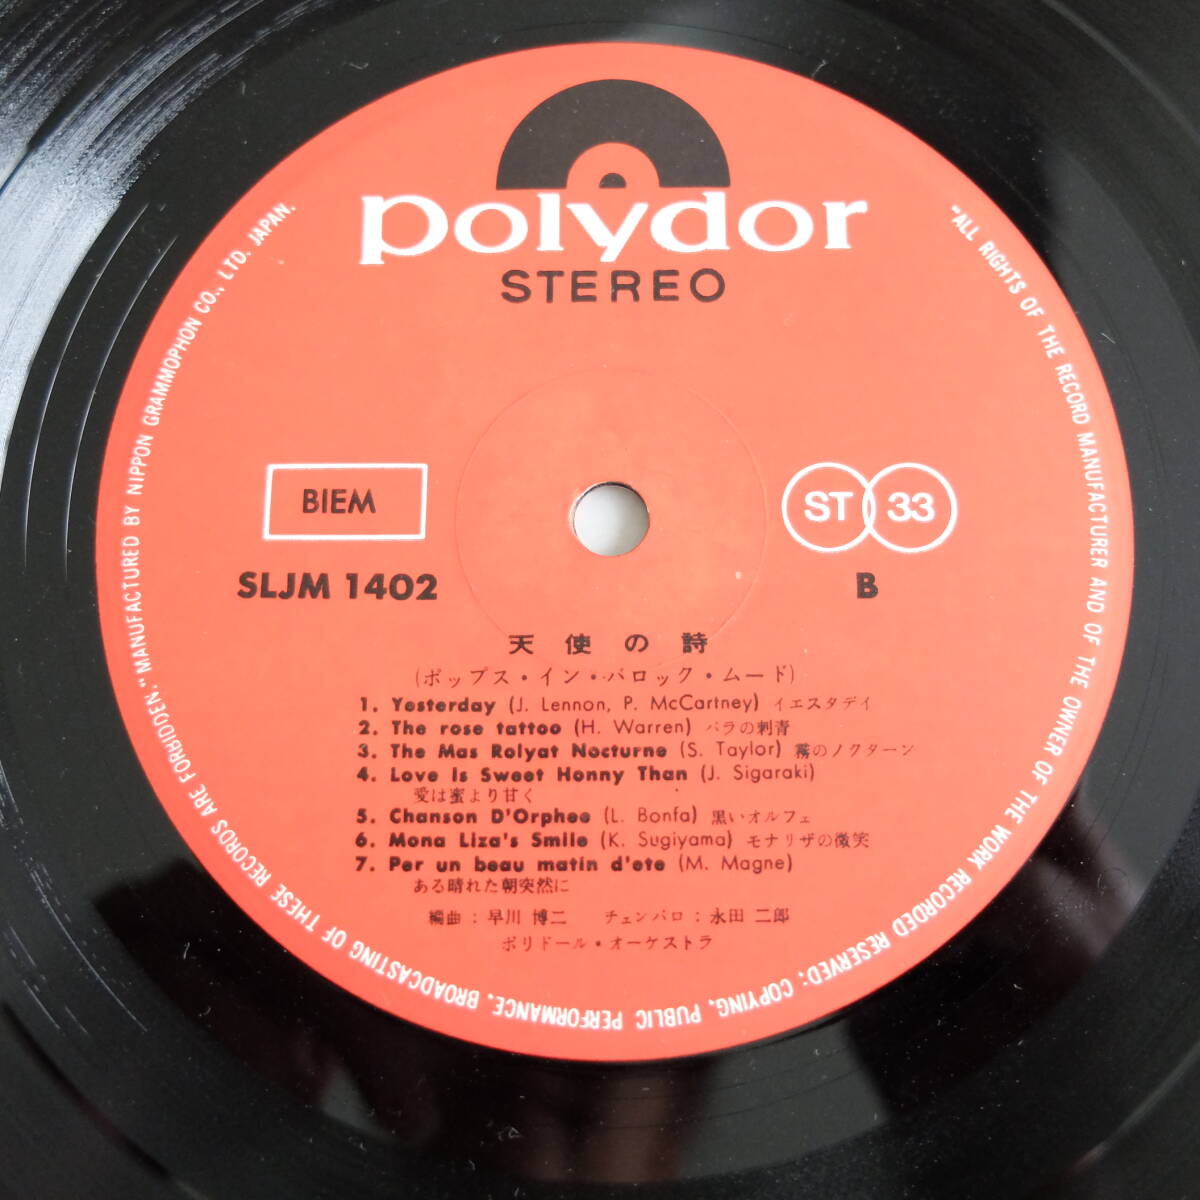 polydor
STEREO
BIEM
ST 33
SLJM 1402
B
天使の詩
(ポップス・イン・バロック・ムード)
1. Yesterday (J. Lennon, P. McCartney) イエスタデイ
2. The rose tattoo (H. Warren) バラの刺青
3. The Mas Rolyat Nocturne (S. Taylor) 霧のノクターン
4. Love Is Sweet Honny Than (J. Sigaraki)
愛は蜜より甘く
5. Chanson D'Orphee (L. Bonfa) 黒いオルフェ
6. Mona Liza's Smile (K. Sugiyama) モナリザの微笑
7. Per un beau matin d'ete (M. Magne)
ある晴れた朝突然に
編曲：早川 博二 チェンバロ：永田 二郎
ポリドール・オーケストラ
"ALL RIGHTS OF THE RECORD MANUFACTURER AND OF THE OWNER OF THE WORK RECORDED RESERVED; COPYING, PUBLIC PERFORMANCE, BROADCASTING OF THESE RECORDS ARE FORBIDDEN." MANUFACTURED BY NIPPON GRAMMOPHON CO., LTD. JAPAN.